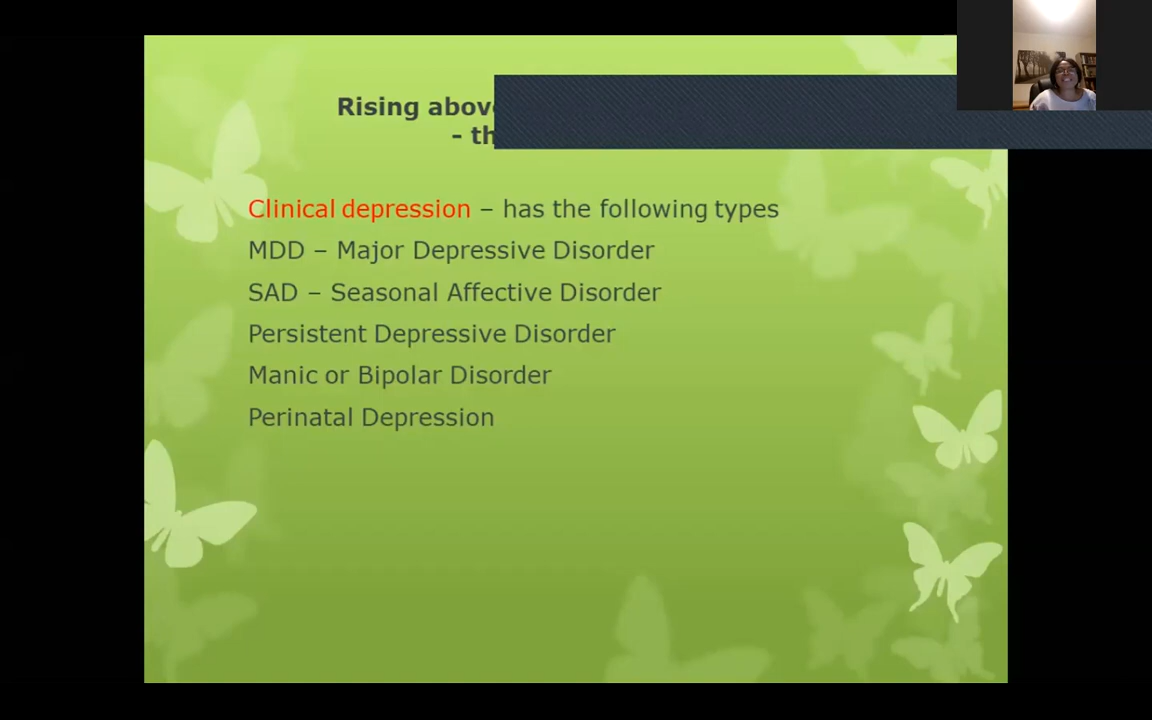 Rising above
- th
Clinical depression – has the following types
MDD – Major Depressive Disorder
SAD – Seasonal Affective Disorder
Persistent Depressive Disorder
Manic or Bipolar Disorder
Perinatal Depression